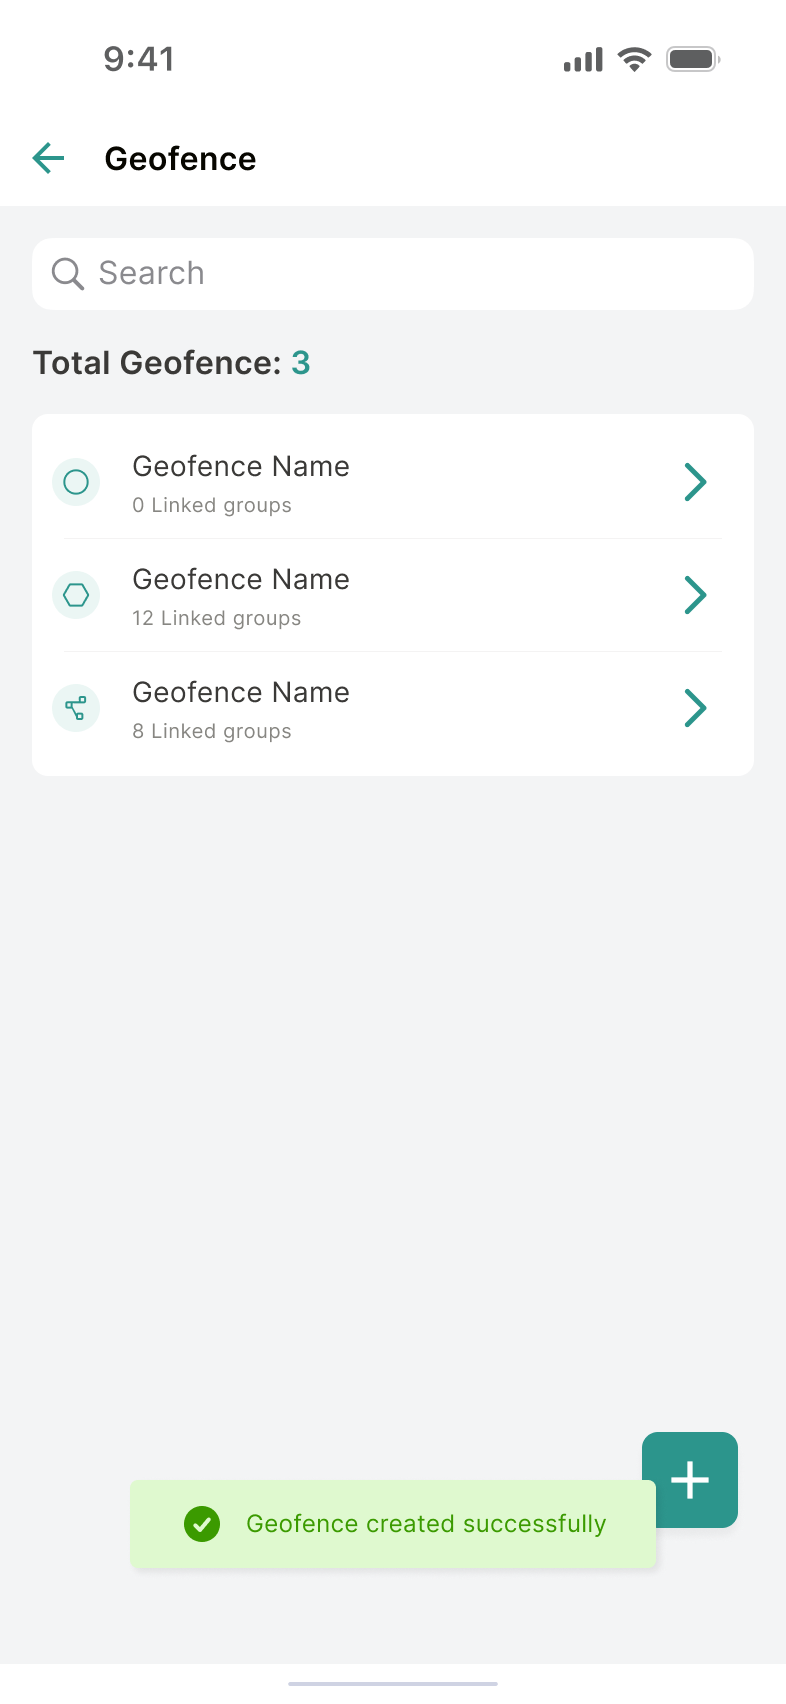 9:41
Geofence
Search
Total Geofence: 3
Geofence Name
0 Linked groups
Geofence Name
12 Linked groups
Geofence Name
8 Linked groups
Geofence created successfully